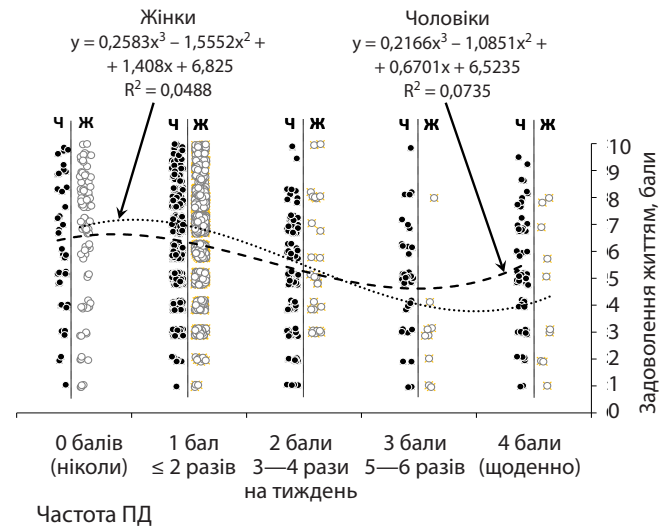 Жінки
y = 0,2583x³ – 1,5552x² +
+ 1,408x + 6,825
R² = 0,0488
Чоловіки
y = 0,2166x³ – 1,0851x² +
+ 0,6701x + 6,5235
R² = 0,0735
Ч Ж Ч Ж Ч Ж Ч Ж Ч Ж
10
9
8
7
6
5
4
3
2
1
0
Задоволення життям, бали
0 балів 1 бал 2 бали 3 бали 4 бали
(ніколи) ≤ 2 разів 3—4 рази 5—6 разів (щоденно)
на тиждень
Частота ПД